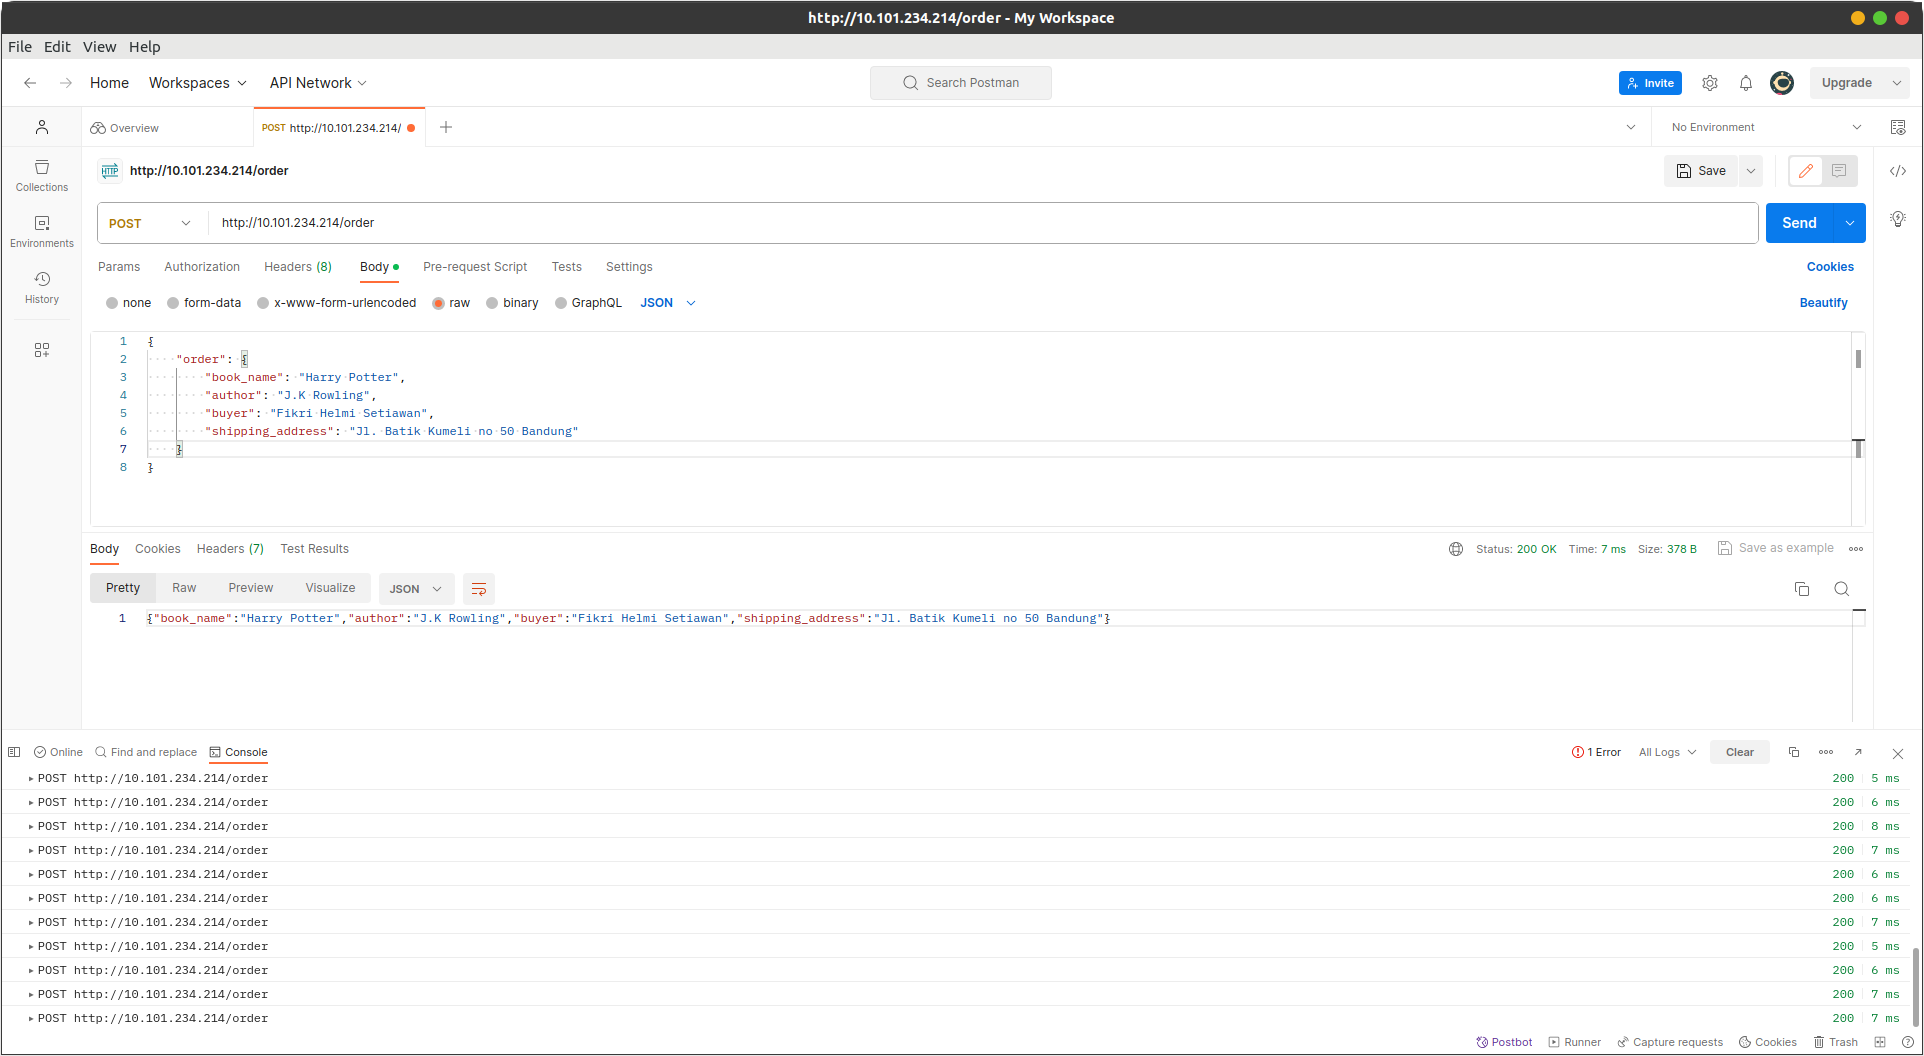 http://10.101.234.214/order - My Workspace
File Edit View Help
Home Workspaces API Network Search Postman Invite Upgrade
Overview POST http://10.101.234.214/ No Environment
HTTP http://10.101.234.214/order Save
Collections
Environments
History
POST http://10.101.234.214/order Send
Params Authorization Headers (8) Body Pre-request Script Tests Settings Cookies
none form-data x-www-form-urlencoded raw binary GraphQL JSON Beautify
1 {
2 "order": {
3 "book_name": "Harry Potter",
4 "author": "J.K Rowling",
5 "buyer": "Fikri Helmi Setiawan",
6 "shipping_address": "Jl. Batik Kumeli no 50 Bandung"
7 }
8 }
Body Cookies Headers (7) Test Results Status: 200 OK Time: 7 ms Size: 378 B Save as example
Pretty Raw Preview Visualize JSON
1 {"book_name":"Harry Potter","author":"J.K Rowling","buyer":"Fikri Helmi Setiawan","shipping_address":"Jl. Batik Kumeli no 50 Bandung"}
Online Find and replace Console 1 Error All Logs Clear
POST http://10.101.234.214/order 200 5 ms
POST http://10.101.234.214/order 200 6 ms
POST http://10.101.234.214/order 200 8 ms
POST http://10.101.234.214/order 200 7 ms
POST http://10.101.234.214/order 200 6 ms
POST http://10.101.234.214/order 200 6 ms
POST http://10.101.234.214/order 200 7 ms
POST http://10.101.234.214/order 200 5 ms
POST http://10.101.234.214/order 200 6 ms
POST http://10.101.234.214/order 200 7 ms
POST http://10.101.234.214/order 200 7 ms
Postbot Runner Capture requests Cookies Trash